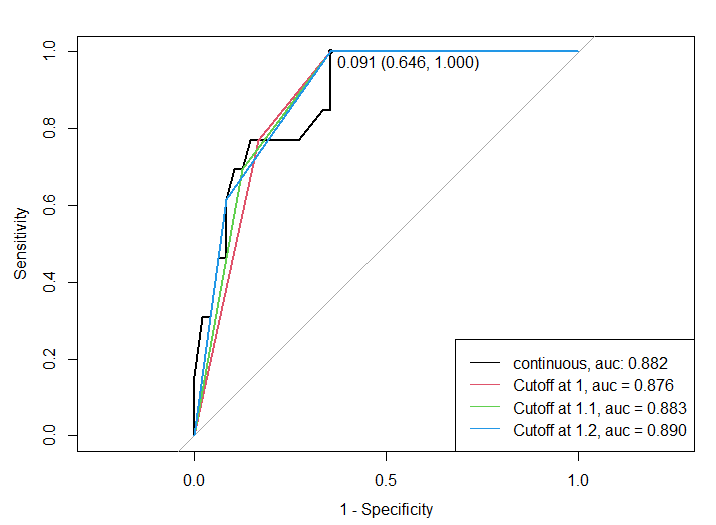 1.0
0.8
0.6
0.4
0.2
0.0
Sensitivity
0.091 (0.646, 1.000)
continuous, auc: 0.882
Cutoff at 1, auc = 0.876
Cutoff at 1.1, auc = 0.883
Cutoff at 1.2, auc = 0.890
0.0 0.5 1.0
1 - Specificity